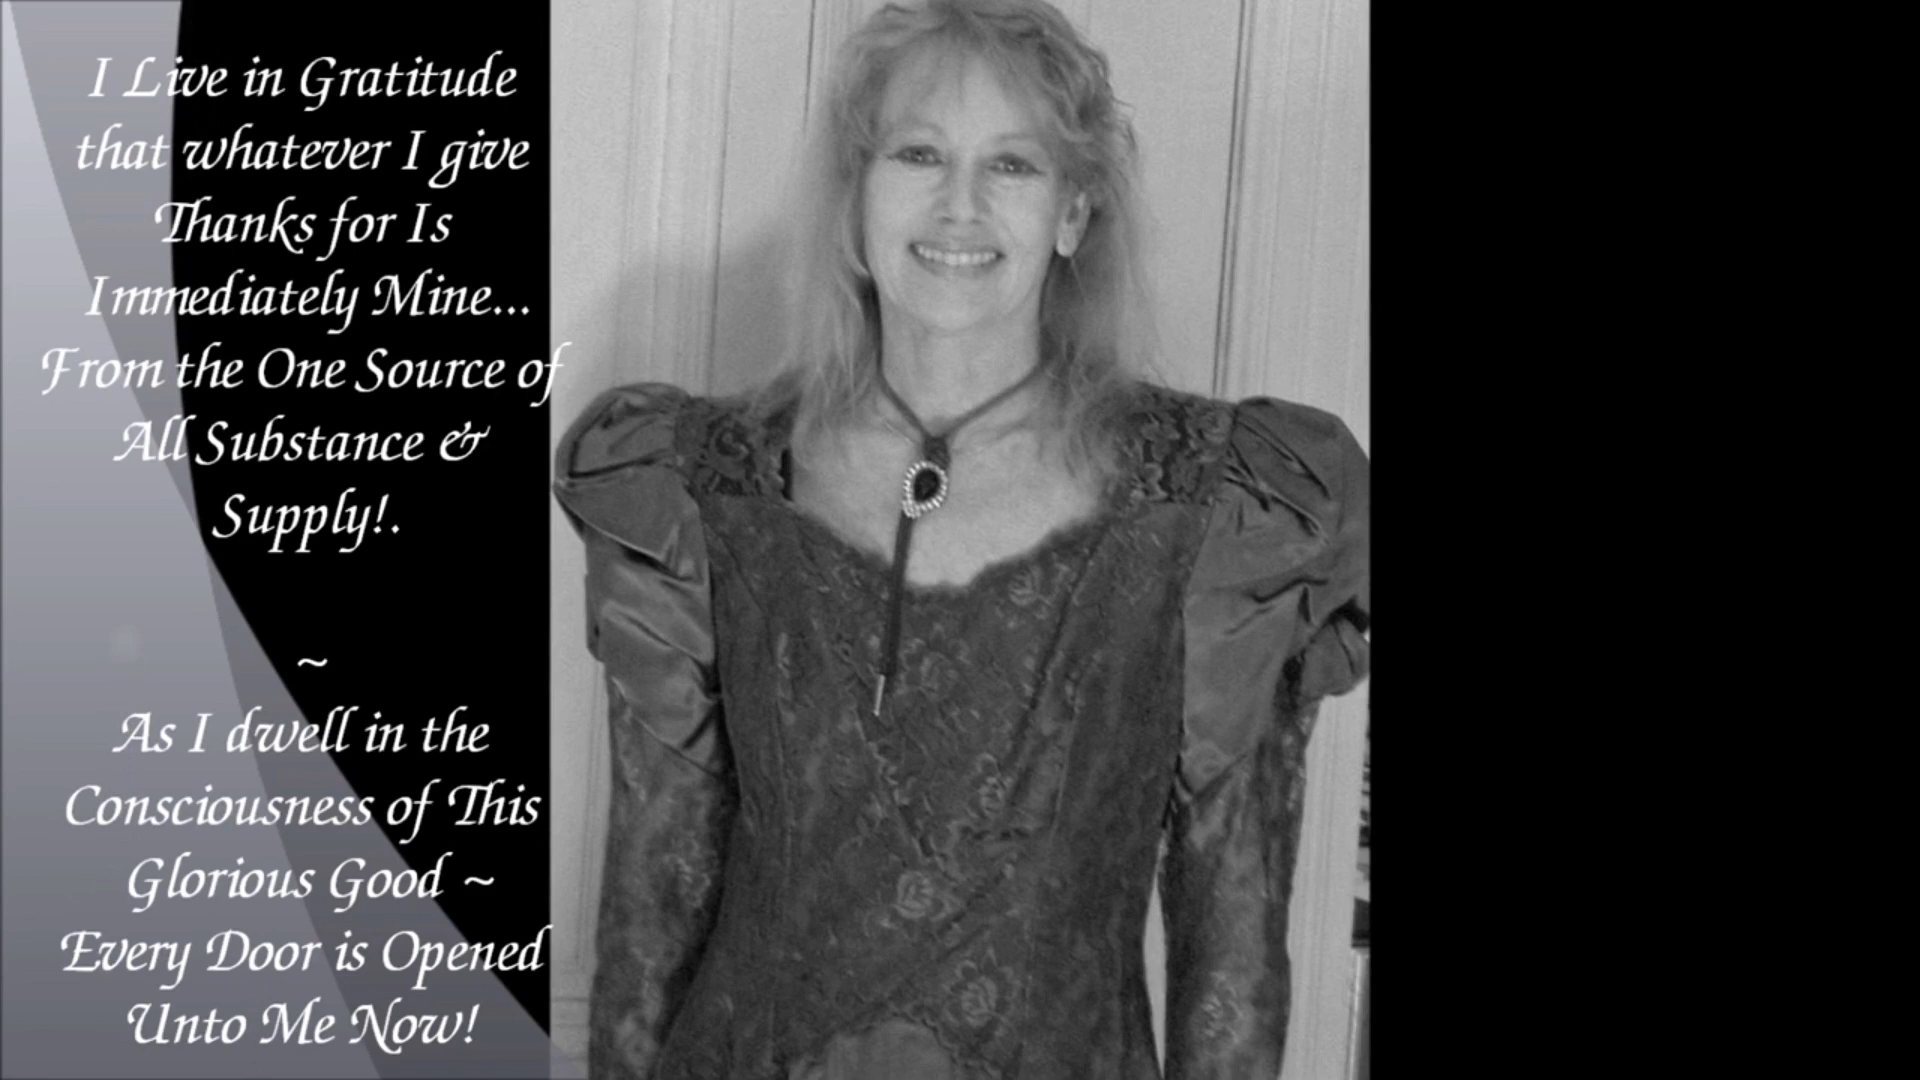 I Live in Gratitude
that whatever I give
Thanks for Is
Immediately Mine...
From the One Source of
All Substance &
Supply!.
~
As I dwell in the
Consciousness of This
Glorious Good ~
Every Door is Opened
Unto Me Now!